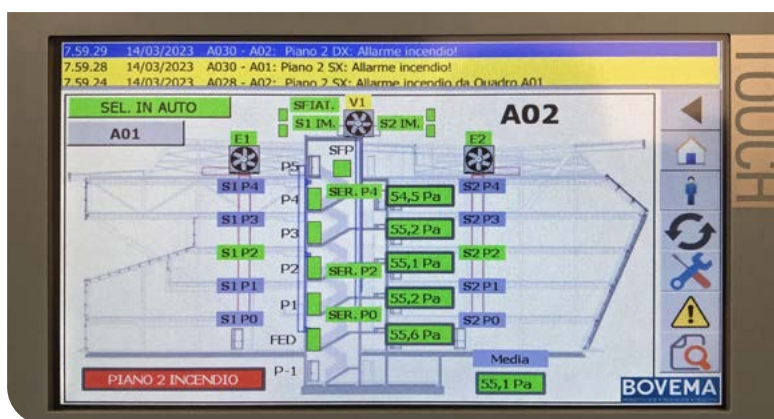 7.59.29 14/03/2023 A030 - A02: Piano 2 DX: Allarme incendio!
7.59.28 14/03/2023 A030 - A01: Piano 2 SX: Allarme incendio!
7.59.24 14/03/2023 A028 - A02: Piano 2 SX: Allarme incendio da Quadro A01
TOUCH
SEL. IN AUTO SFIAT. V1 A02
A01 S1 IM. S2 IM.
E1 E2
SFP
P5
S1 P4 P4 SER. P4 54,5 Pa S2 P4
S1 P3 P3 55,2 Pa S2 P3
S1 P2 P2 SER. P2 55,1 Pa S2 P2
S1 P1 P1 55,2 Pa S2 P1
S1 P0 SER. P0 S2 P0
FED 55,6 Pa
Media
PIANO 2 INCENDIO P-1 55,1 Pa BOVEMA